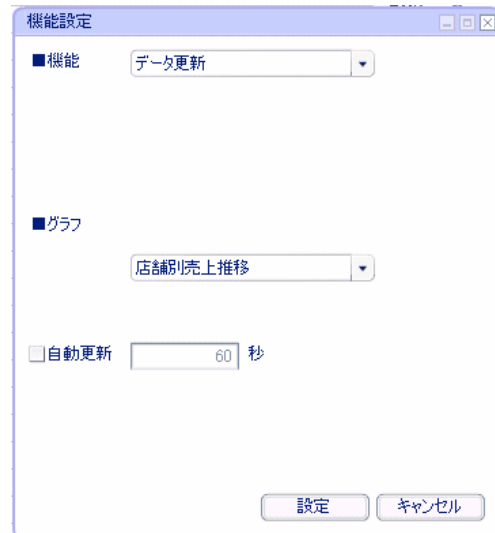 機能設定
■機能 データ更新
■グラフ
店舗別売上推移
自動更新 60 秒
設定 キャンセル